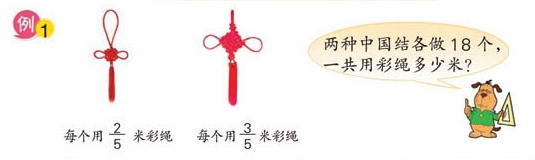 例1
两种中国结各做18个，
一共用彩绳多少米？
每个用 2/5 米彩绳 每个用 3/5 米彩绳